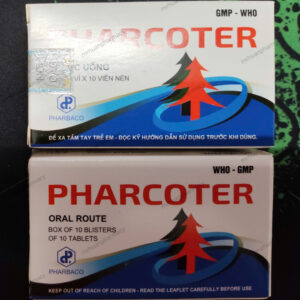 GMP - WHO
PHARCOTER
UỐNG
VỈ X 10 VIÊN NÉN
PHARBACO
ĐỂ XA TẦM TAY TRẺ EM - ĐỌC KỸ HƯỚNG DẪN SỬ DỤNG TRƯỚC KHI DÙNG.
WHO - GMP
PHARCOTER
ORAL ROUTE
BOX OF 10 BLISTERS
OF 10 TABLETS
PHARBACO
KEEP OUT OF REACH OF CHILDREN - READ THE LEAFLET CAREFULLY BEFORE USE